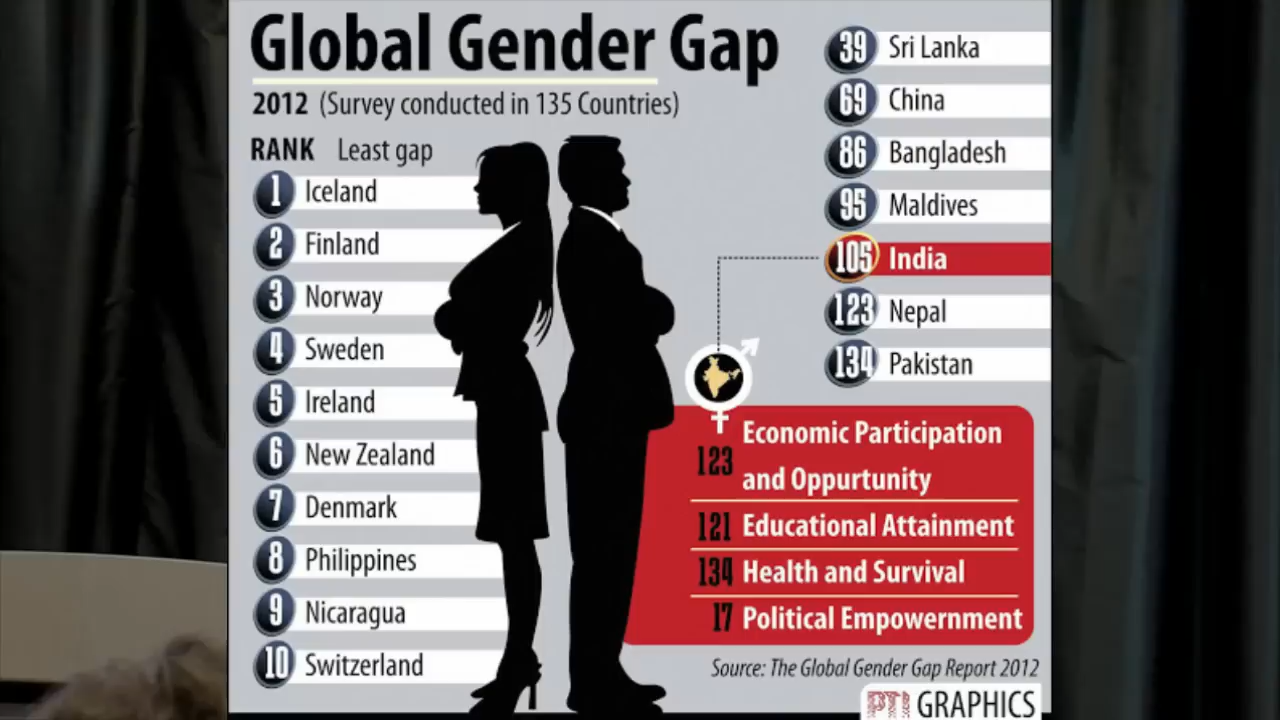 Global Gender Gap
2012 (Survey conducted in 135 Countries)
RANK Least gap
1 Iceland
2 Finland
3 Norway
4 Sweden
5 Ireland
6 New Zealand
7 Denmark
8 Philippines
9 Nicaragua
10 Switzerland
39 Sri Lanka
69 China
86 Bangladesh
95 Maldives
105 India
123 Nepal
134 Pakistan
123 Economic Participation
and Oppurtunity
121 Educational Attainment
134 Health and Survival
17 Political Empowernment
Source: The Global Gender Gap Report 2012
PTI GRAPHICS